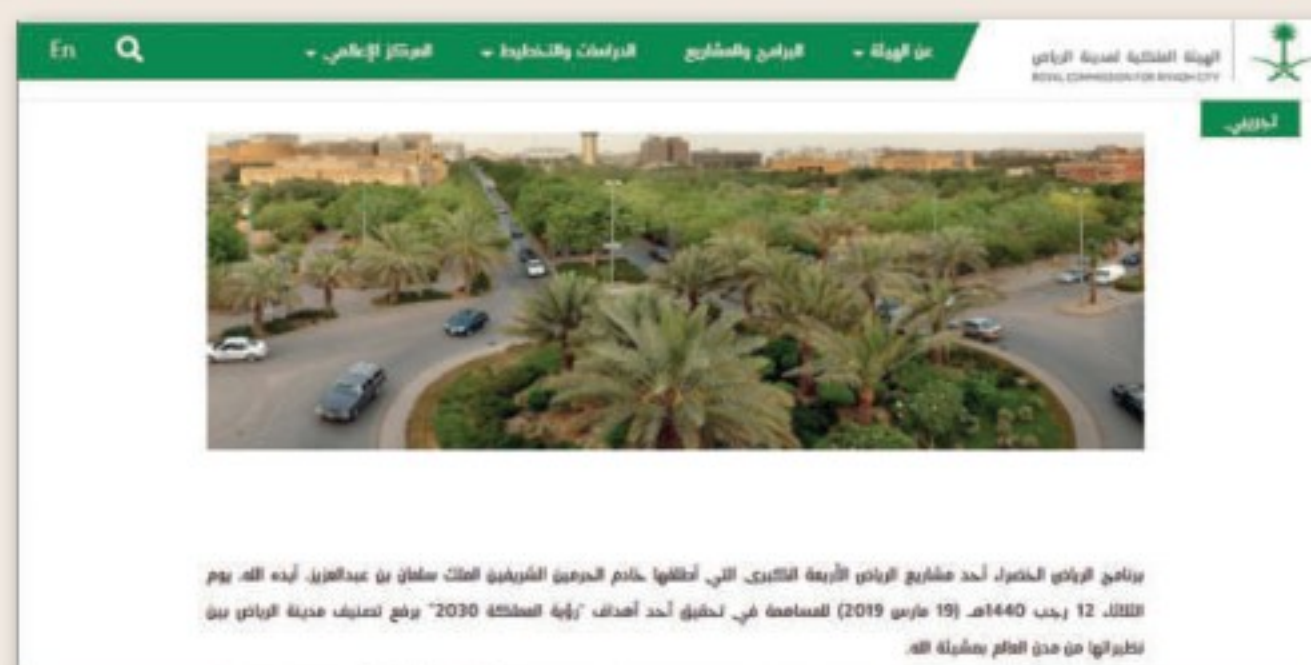 الهيئة الملكية لمدينة الرياض
ROYAL COMMISSION FOR RIYADH CITY
عن الهيئة
البرامج والمشاريع
الدراسات والتخطيط
المركز الإعلامي
En
تجريبي
برنامج الرياض الخضراء أحد مشاريع الرياض الأربعة الكبرى التي أطلقها خادم الحرمين الشريفين الملك سلمان بن عبدالعزيز، أيده الله، يوم
الثلاثاء 12 رجب 1440هـ (19 مارس 2019) للمساهمة في تحقيق أحد أهداف "رؤية المملكة 2030" برفع تصنيف مدينة الرياض بين
نظيراتها من مدن العالم بمشيئة الله.